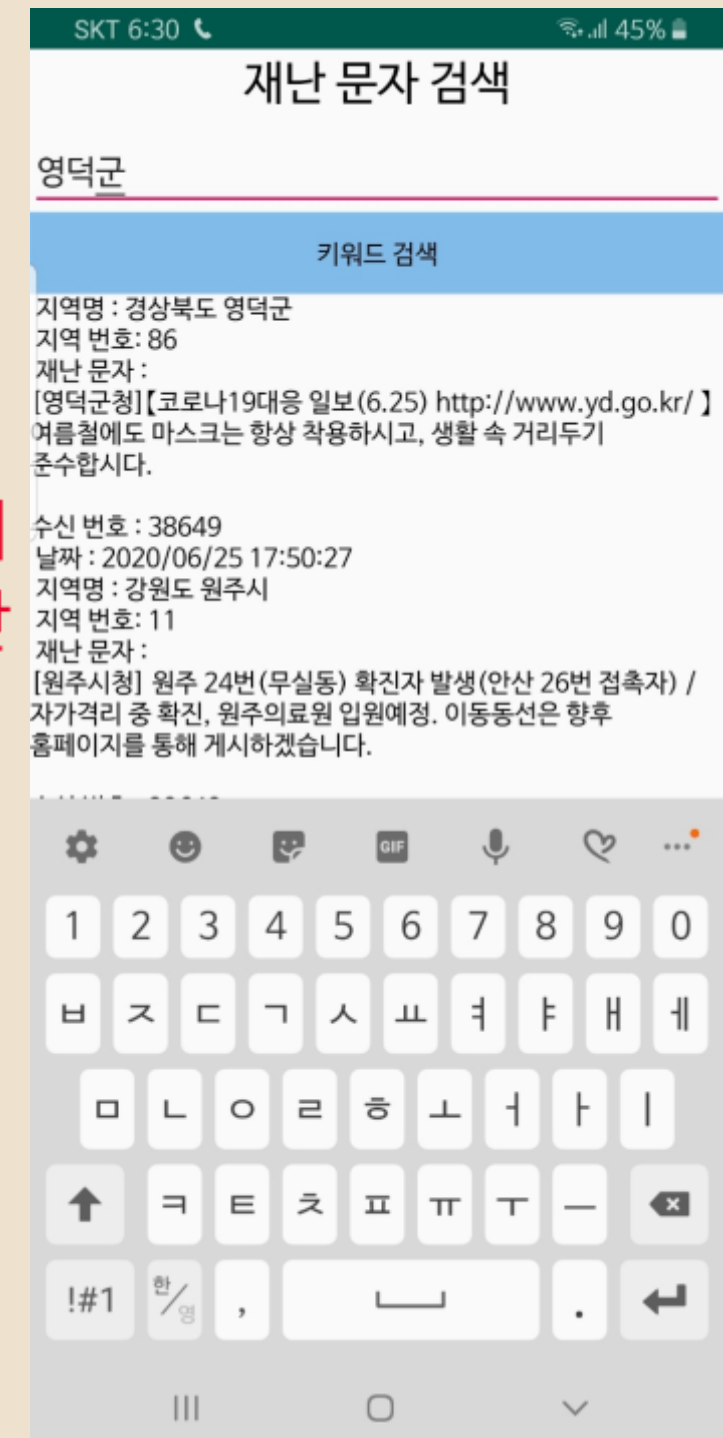 SKT 6:30 45%
재난 문자 검색
영덕군
키워드 검색
지역명 : 경상북도 영덕군
지역 번호: 86
재난 문자 :
[영덕군청]【코로나19대응 일보(6.25) http://www.yd.go.kr/ 】
여름철에도 마스크는 항상 착용하시고, 생활 속 거리두기
준수합시다.
수신 번호 : 38649
날짜 : 2020/06/25 17:50:27
지역명 : 강원도 원주시
지역 번호: 11
재난 문자 :
[원주시청] 원주 24번(무실동) 확진자 발생(안산 26번 접촉자) /
자가격리 중 확진, 원주의료원 입원예정. 이동동선은 향후
홈페이지를 통해 게시하겠습니다.
GIF
1 2 3 4 5 6 7 8 9 0
ㅂ ㅈ ㄷ ㄱ ㅅ ㅛ ㅕ ㅑ ㅐ ㅔ
ㅁ ㄴ ㅇ ㄹ ㅎ ㅗ ㅓ ㅏ ㅣ
ㅋ ㅌ ㅊ ㅍ ㅠ ㅜ ㅡ
!#1 한/영 , .